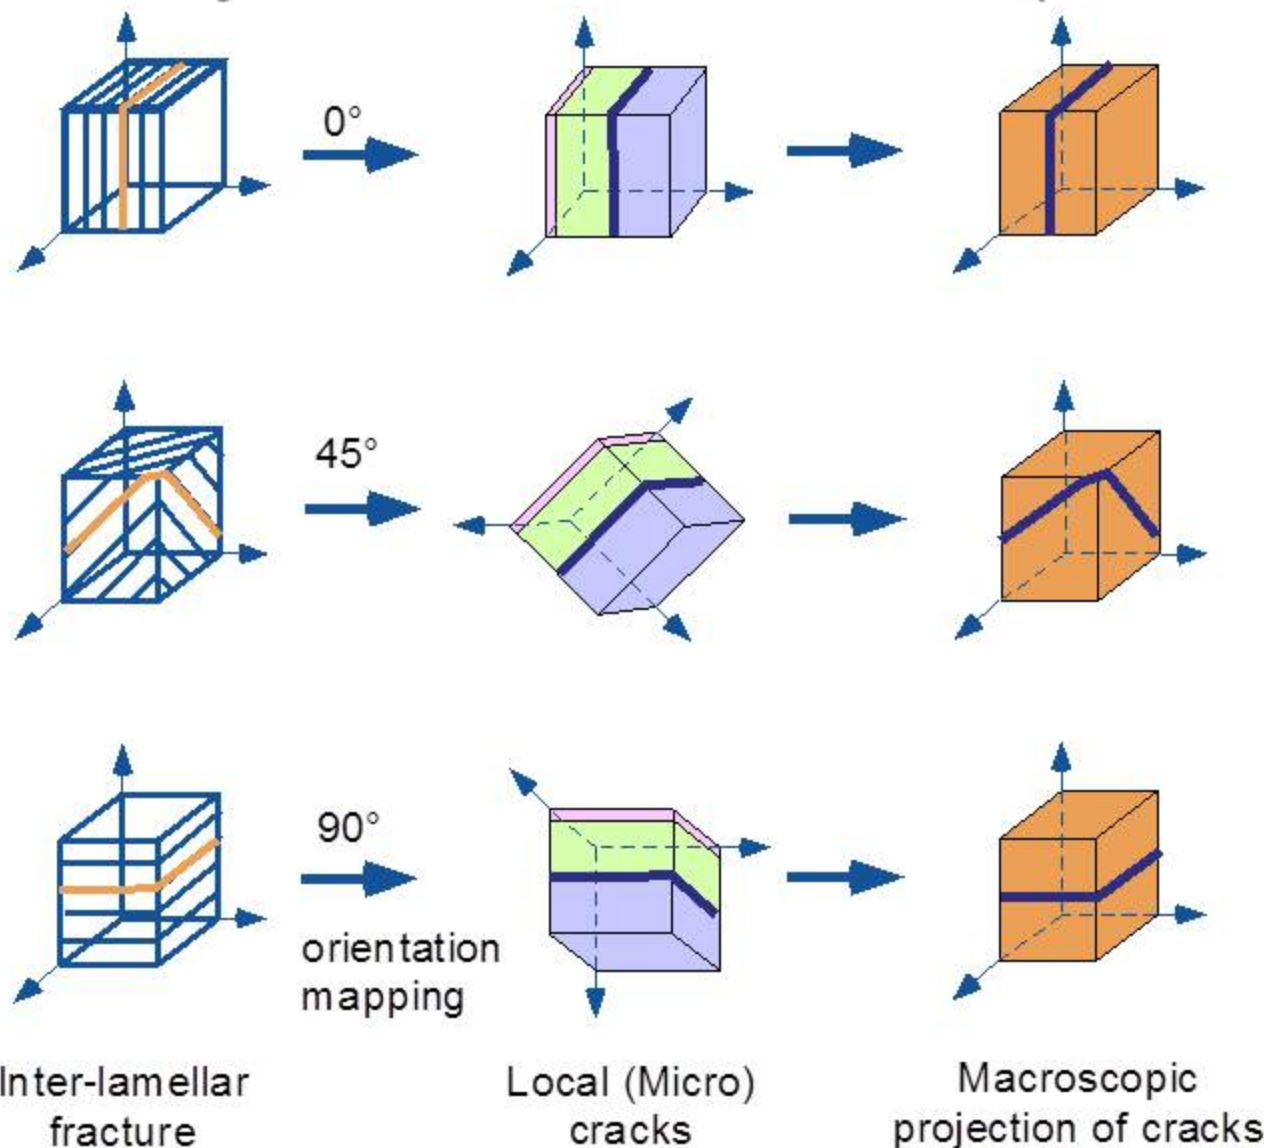 0°
45°
90°
orientation
mapping
Inter-lamellar
fracture
Local (Micro)
cracks
Macroscopic
projection of cracks